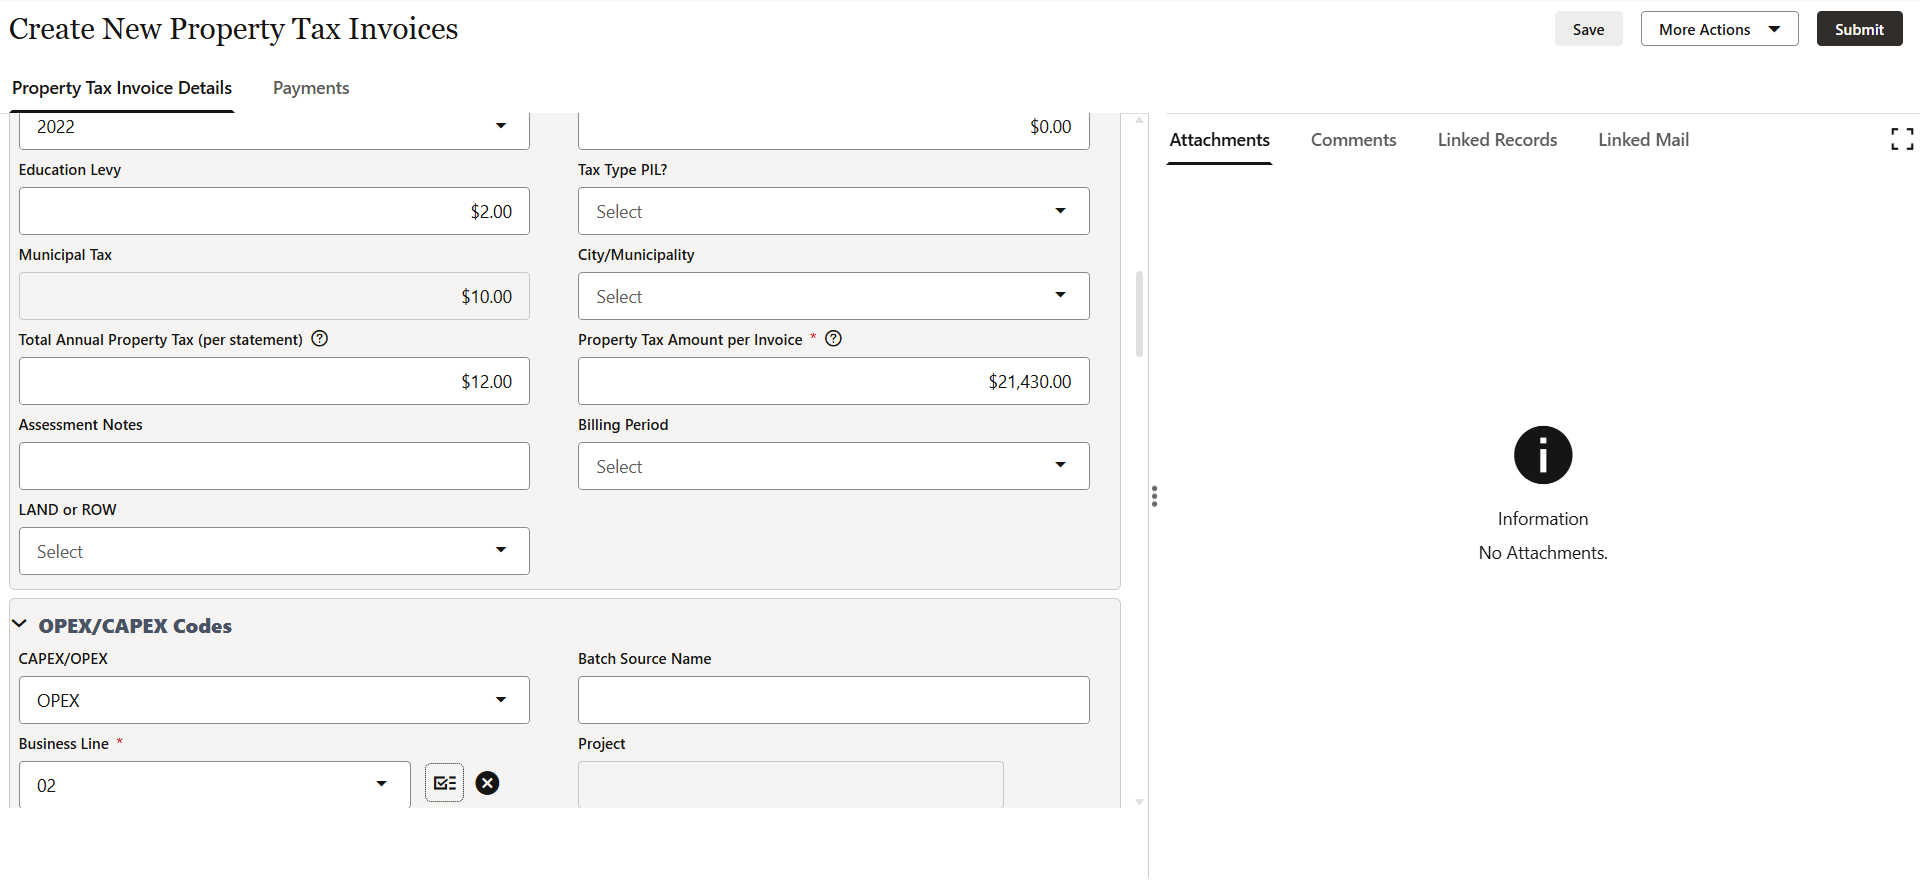 Create New Property Tax Invoices
Save
More Actions
Submit
Property Tax Invoice Details
Payments
2022
$0.00
Education Levy
Tax Type PIL?
$2.00
Select
Municipal Tax
City/Municipality
$10.00
Select
Total Annual Property Tax (per statement)
Property Tax Amount per Invoice *
$12.00
$21,430.00
Assessment Notes
Billing Period
Select
LAND or ROW
Select
OPEX/CAPEX Codes
CAPEX/OPEX
Batch Source Name
OPEX
Business Line *
Project
02
Attachments
Comments
Linked Records
Linked Mail
Information
No Attachments.